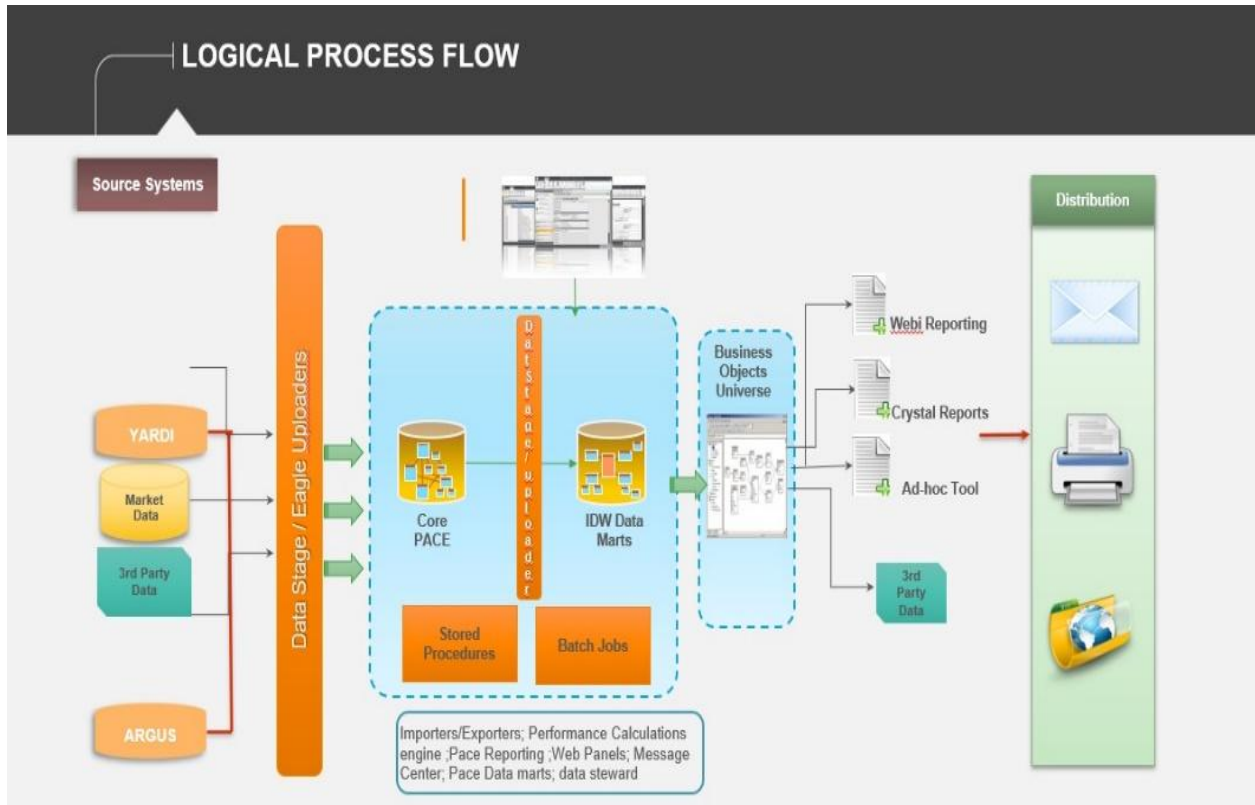 LOGICAL PROCESS FLOW
Source Systems
YARDI
Market
Data
3rd Party
Data
ARGUS
Data Stage / Eagle Uploaders
DatStage/uploader
Core
PACE
IDW Data
Marts
Stored
Procedures
Batch Jobs
Importers/Exporters; Performance Calculations
engine ;Pace Reporting ;Web Panels; Message
Center; Pace Data marts; data steward
Business
Objects
Universe
Webi Reporting
Crystal Reports
Ad-hoc Tool
3rd
Party
Data
Distribution